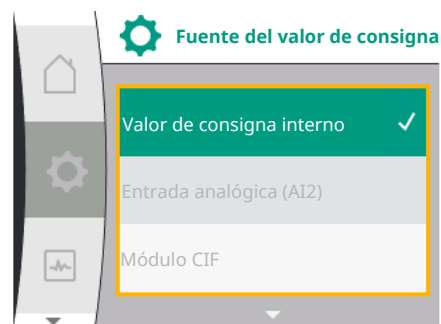 Fuente del valor de consigna
Valor de consigna interno
Entrada analógica (AI2)
Módulo CIF